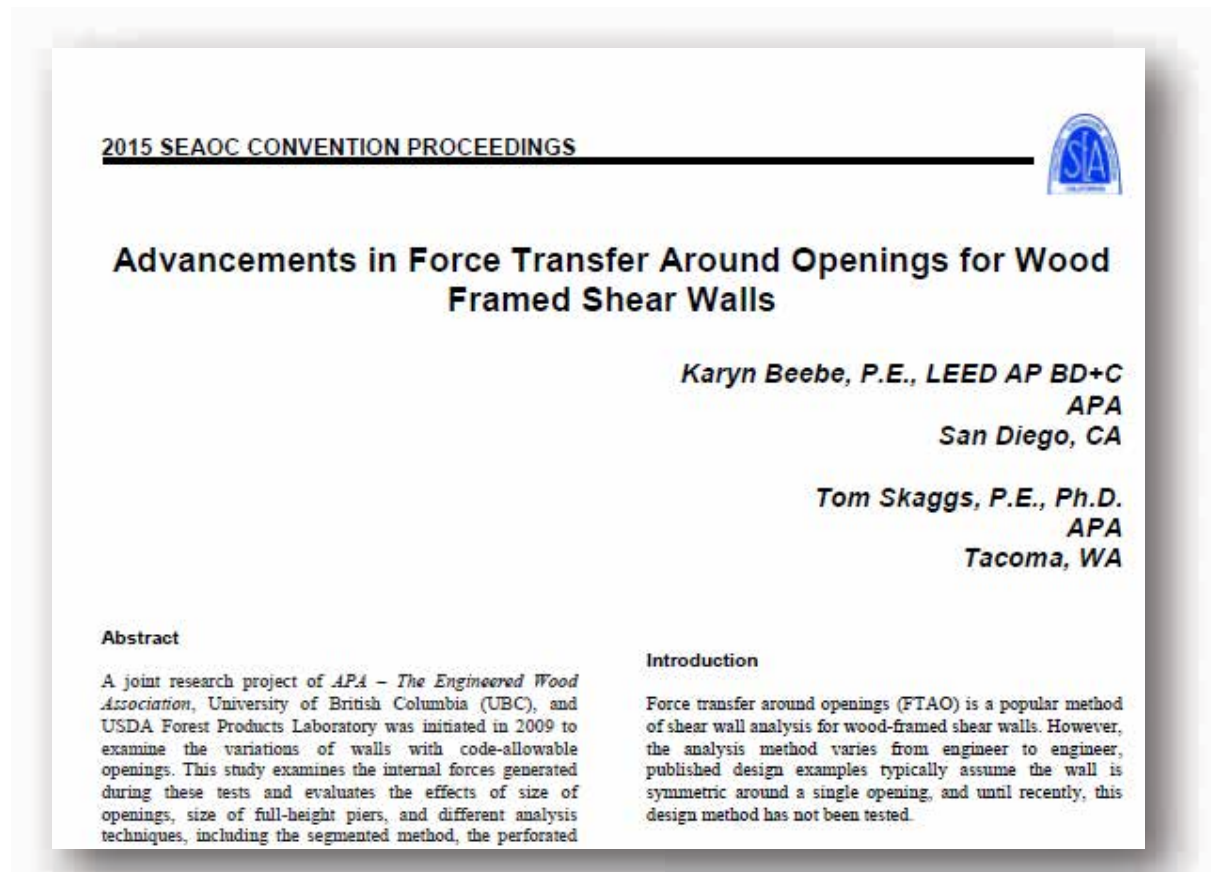 2015 SEAOC CONVENTION PROCEEDINGS
SEA
Advancements in Force Transfer Around Openings for Wood
Framed Shear Walls
Karyn Beebe, P.E., LEED AP BD+C
APA
San Diego, CA
Tom Skaggs, P.E., Ph.D.
APA
Tacoma, WA
Abstract
A joint research project of APA – The Engineered Wood
Association, University of British Columbia (UBC), and
USDA Forest Products Laboratory was initiated in 2009 to
examine the variations of walls with code-allowable
openings. This study examines the internal forces generated
during these tests and evaluates the effects of size of
openings, size of full-height piers, and different analysis
techniques, including the segmented method, the perforated
Introduction
Force transfer around openings (FTAO) is a popular method
of shear wall analysis for wood-framed shear walls. However,
the analysis method varies from engineer to engineer,
published design examples typically assume the wall is
symmetric around a single opening, and until recently, this
design method has not been tested.